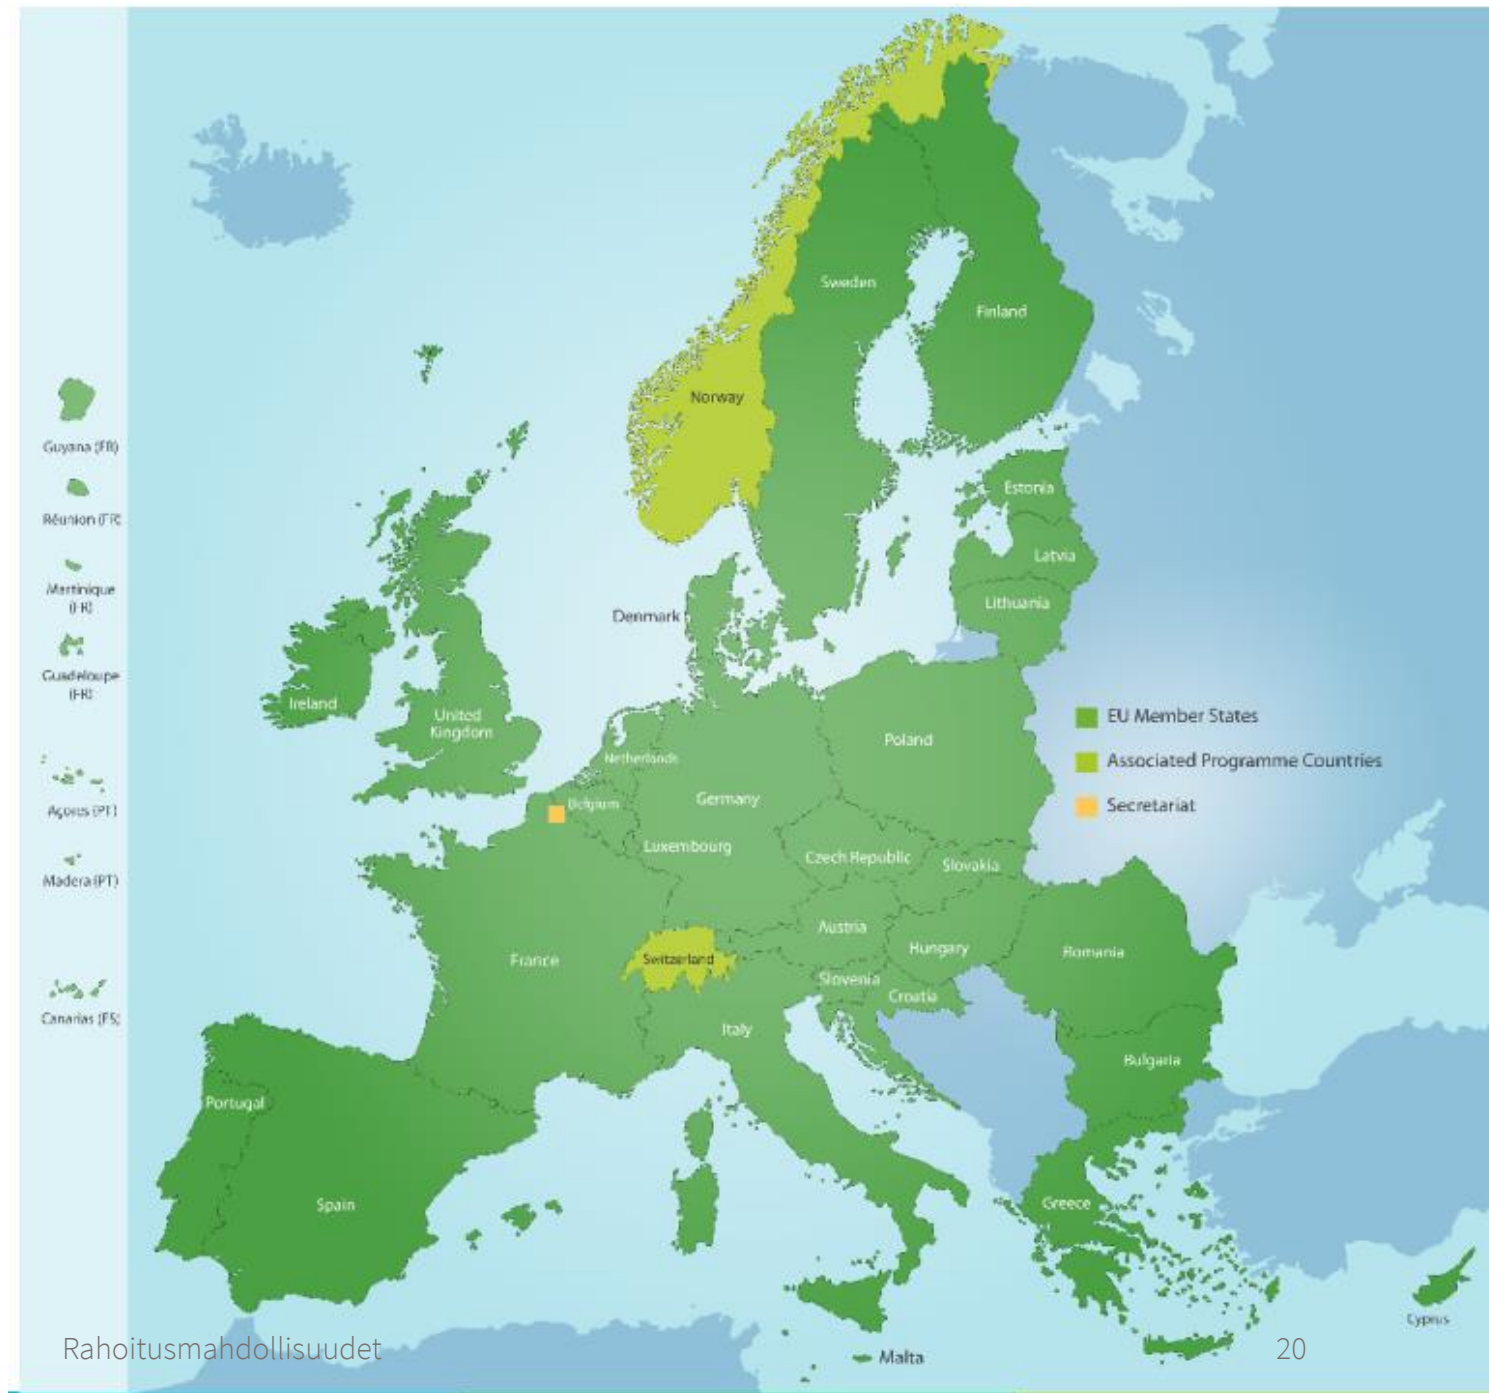 Sweden
Finland
Norway
Guyana (FR)
Estonia
Réunion (FR)
Latvia
Martinique
(FR)
Lithuania
Denmark
Guadeloupe
(FR)
Ireland
United
Kingdom
EU Member States
Poland
Netherlands
Associated Programme Countries
Germany
Belgium
Secretariat
Açores (PT)
Luxembourg
Czech Republic
Slovakia
Madera (PT)
Austria
Hungary
Romania
France
Switzerland
Slovenia
Croatia
Canarias (ES)
Italy
Bulgaria
Portugal
Spain
Greece
Cyprus
Rahoitusmahdollisuudet
20
Malta